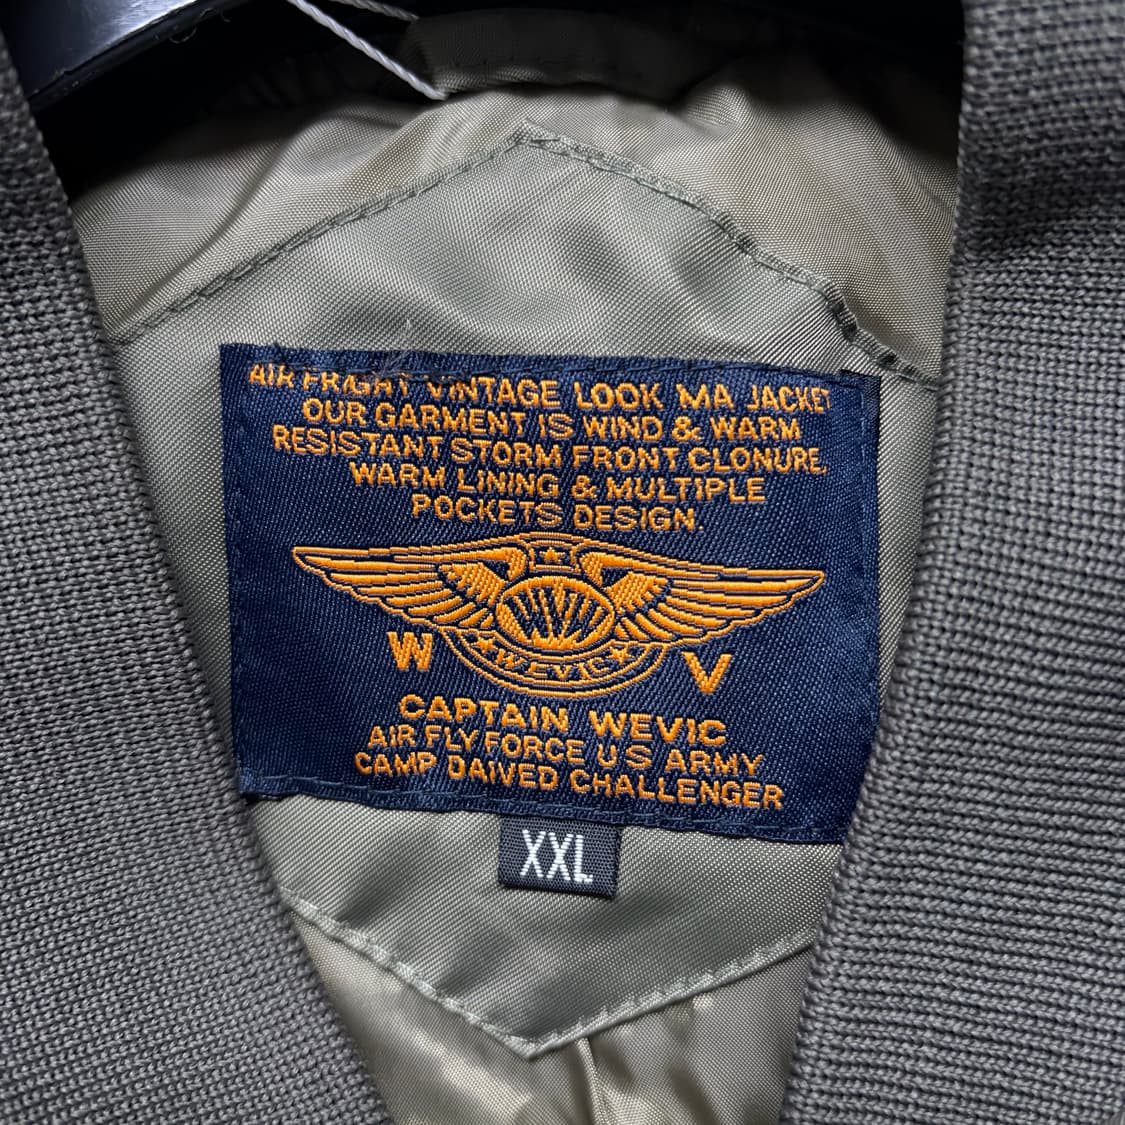 AIR FRIGHT VINTAGE LOOK MA JACKET
OUR GARMENT IS WIND & WARM
RESISTANT STORM FRONT CLONURE,
WARM LINING & MULTIPLE
POCKETS DESIGN.
W V
WEVIC
CAPTAIN WEVIC
AIR FLY FORCE US ARMY
CAMP DAIVED CHALLENGER
XXL